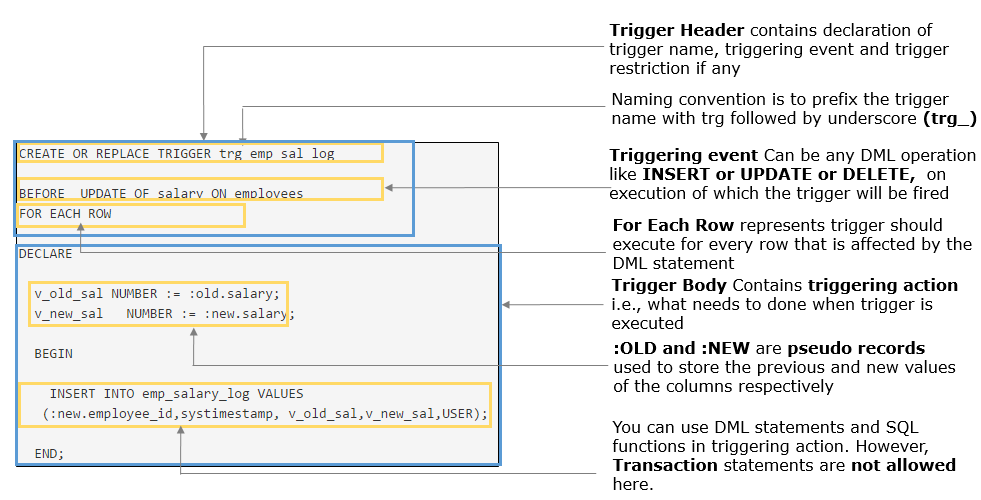 Trigger Header contains declaration of
trigger name, triggering event and trigger
restriction if any
Naming convention is to prefix the trigger
name with trg followed by underscore (trg_)
CREATE OR REPLACE TRIGGER trg_emp_sal_log
BEFORE  UPDATE OF salary ON employees
FOR EACH ROW
Triggering event Can be any DML operation
like INSERT or UPDATE or DELETE,  on
execution of which the trigger will be fired
For Each Row represents trigger should
execute for every row that is affected by the
DML statement
DECLARE
v_old_sal NUMBER := :old.salary;
v_new_sal   NUMBER := :new.salary;
BEGIN
INSERT INTO emp_salary_log VALUES
(:new.employee_id,systimestamp, v_old_sal,v_new_sal,USER);
END;
Trigger Body Contains triggering action
i.e., what needs to done when trigger is
executed
:OLD and :NEW are pseudo records
used to store the previous and new values
of the columns respectively
You can use DML statements and SQL
functions in triggering action. However,
Transaction statements are not allowed
here.